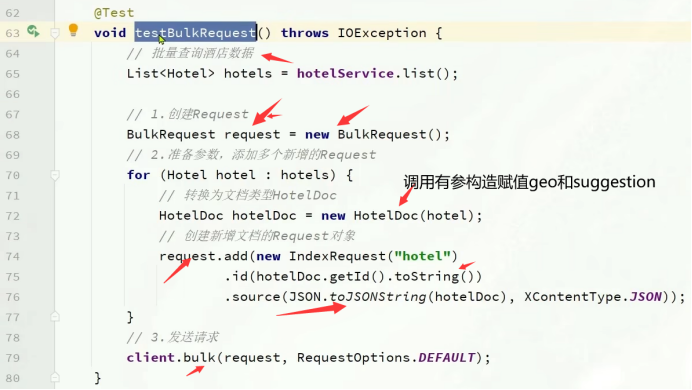 62 @Test
63 void testBulkRequest() throws IOException {
64 // 批量查询酒店数据
65 List<Hotel> hotels = hotelService.list();
66
67 // 1.创建Request
68 BulkRequest request = new BulkRequest();
69 // 2.准备参数，添加多个新增的Request
70 for (Hotel hotel : hotels) {
调用有参构造赋值geo和suggestion
71 // 转换为文档类型HotelDoc
72 HotelDoc hotelDoc = new HotelDoc(hotel);
73 // 创建新增文档的Request对象
74 request.add(new IndexRequest("hotel")
75 .id(hotelDoc.getId().toString())
76 .source(JSON.toJSONString(hotelDoc), XContentType.JSON));
77 }
78 // 3.发送请求
79 client.bulk(request, RequestOptions.DEFAULT);
80 }